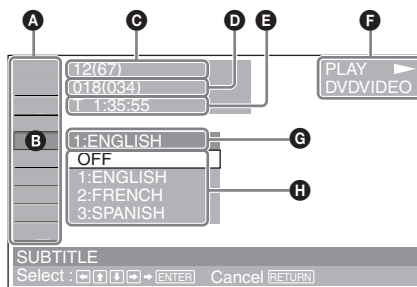 A
C
D
E
F
12(67)
018(034)
T 1:35:55
PLAY
DVDVIDEO
B
1:ENGLISH
G
OFF
1:ENGLISH
2:FRENCH
3:SPANISH
H
SUBTITLE
Select : ENTER Cancel RETURN